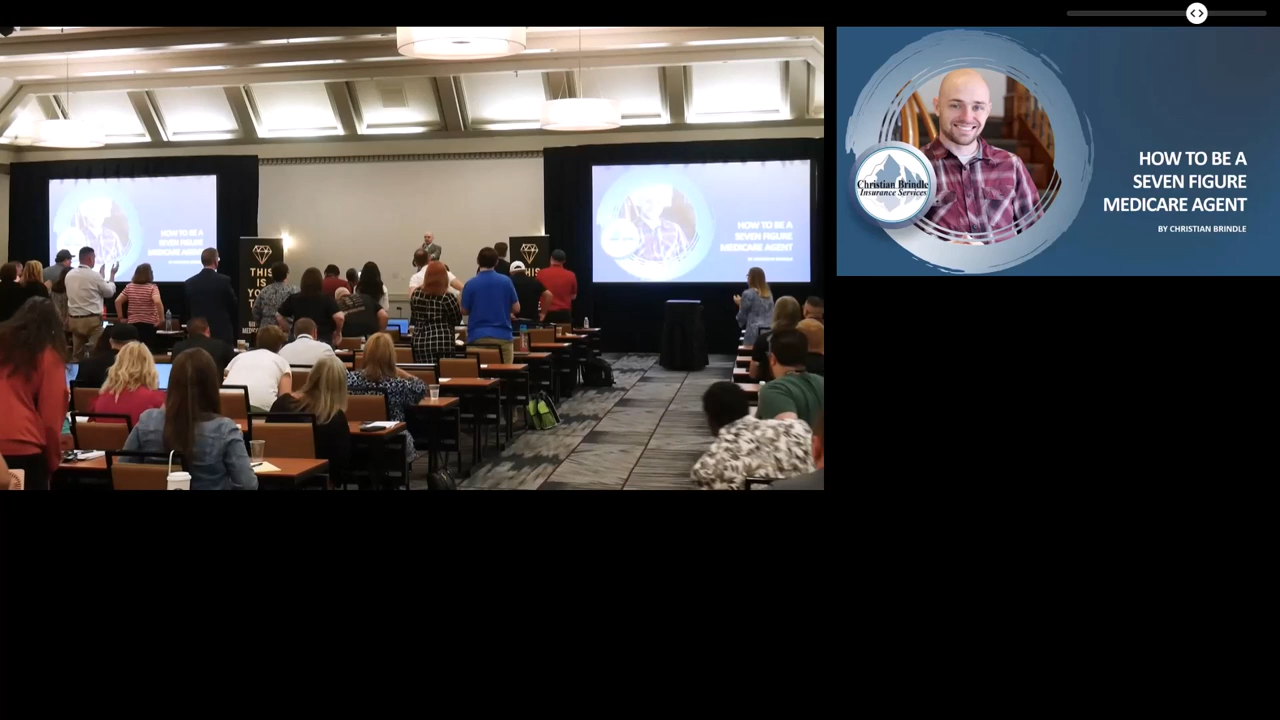 HOW TO BE A
SEVEN FIGURE
MEDICARE AGENT
THIS
IS
HOW TO BE A
SEVEN FIGURE
MEDICARE AGENT
Christian Brindle
Insurance Services
HOW TO BE A
SEVEN FIGURE
MEDICARE AGENT
BY CHRISTIAN BRINDLE